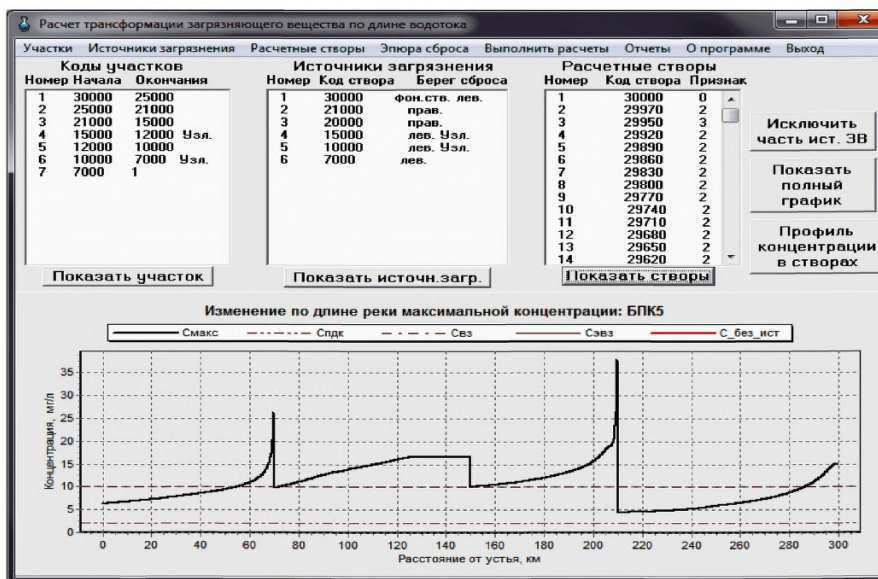 Расчет трансформации загрязняющего вещества по длине водотока
Участки Источники загрязнения Расчетные створы Эпюра сброса Выполнить расчеты Отчеты О программе Выход
Коды участков
Номер Начала Окончания
1 30000 25000
2 25000 21000
3 21000 15000
4 15000 12000 Узл.
5 12000 10000
6 10000 7000 Узл.
7 7000 1
Показать участок
Источники загрязнения
Номер Код створа Берег сброса
1 30000 фон.ств. лев.
2 21000 прав.
3 20000 прав.
4 15000 лев. Узл.
5 10000 лев. Узл.
6 7000 лев.
Показать источн.загр.
Расчетные створы
Номер Код створа Признак
1 30000 0
2 29970 2
3 29950 3
4 29920 2
5 29890 2
6 29860 2
7 29830 2
8 29800 2
9 29770 2
10 29740 2
11 29710 2
12 29680 2
13 29650 2
14 29620 2
Показать створы
Исключить
часть ист. ЗВ
Показать
полный
график
Профиль
концентрации
в створах
Изменение по длине реки максимальной концентрации: БПК5
Смакс Спдк Свз Сэвз С_без_ист
Концентрация, мг/л
35
30
25
20
15
10
5
0
0 20 40 60 80 100 120 140 160 180 200 220 240 260 280 300
Расстояние от устья, км